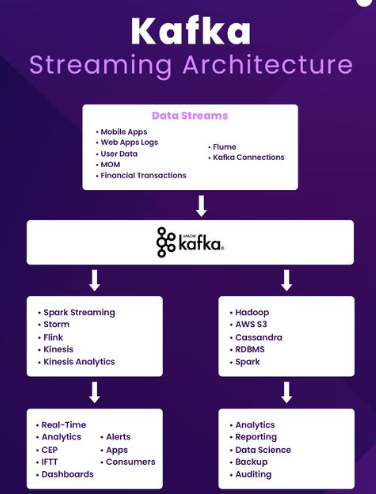 Kafka
Streaming Architecture
Data Streams
• Mobile Apps
• Web Apps Logs
• User Data
• MOM
• Financial Transactions
• Flume
• Kafka Connections
APACHE
kafka®
• Spark Streaming
• Storm
• Flink
• Kinesis
• Kinesis Analytics
• Hadoop
• AWS S3
• Cassandra
• RDBMS
• Spark
• Real-Time
• Analytics
• CEP
• IFTT
• Dashboards
• Alerts
• Apps
• Consumers
• Analytics
• Reporting
• Data Science
• Backup
• Auditing